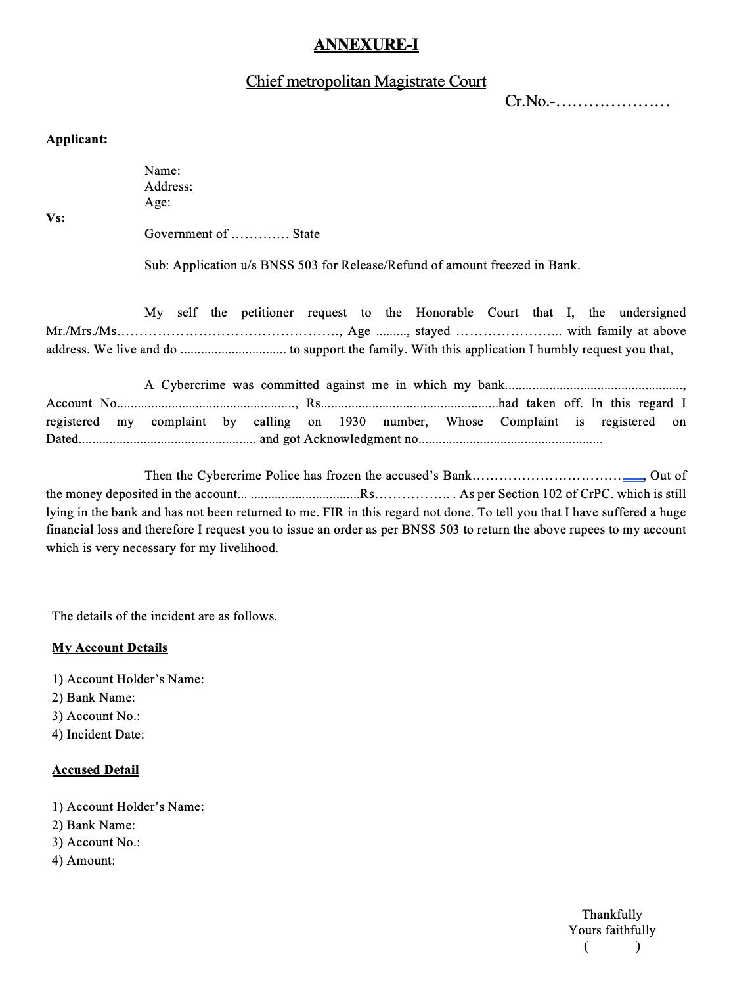 ANNEXURE-I
Chief metropolitan Magistrate Court
Cr.No.-…………………
Applicant:
Name:
Address:
Age:
Vs:
Government of …………. State
Sub: Application u/s BNSS 503 for Release/Refund of amount freezed in Bank.
My self the petitioner request to the Honorable Court that I, the undersigned
Mr./Mrs./Ms……………………………………………., Age ........., stayed …………………... with family at above
address. We live and do ............................... to support the family. With this application I humbly request you that,
A Cybercrime was committed against me in which my bank....................................................,
Account No...................................................., Rs....................................................had taken off. In this regard I
registered my complaint by calling on 1930 number, Whose Complaint is registered on
Dated.................................................... and got Acknowledgment no......................................................
Then the Cybercrime Police has frozen the accused’s Bank…………………………….____ Out of
the money deposited in the account... ................................Rs…………….. . As per Section 102 of CrPC. which is still
lying in the bank and has not been returned to me. FIR in this regard not done. To tell you that I have suffered a huge
financial loss and therefore I request you to issue an order as per BNSS 503 to return the above rupees to my account
which is very necessary for my livelihood.
The details of the incident are as follows.
My Account Details
1) Account Holder’s Name:
2) Bank Name:
3) Account No.:
4) Incident Date:
Accused Detail
1) Account Holder’s Name:
2) Bank Name:
3) Account No.:
4) Amount:
Thankfully
Yours faithfully
( )